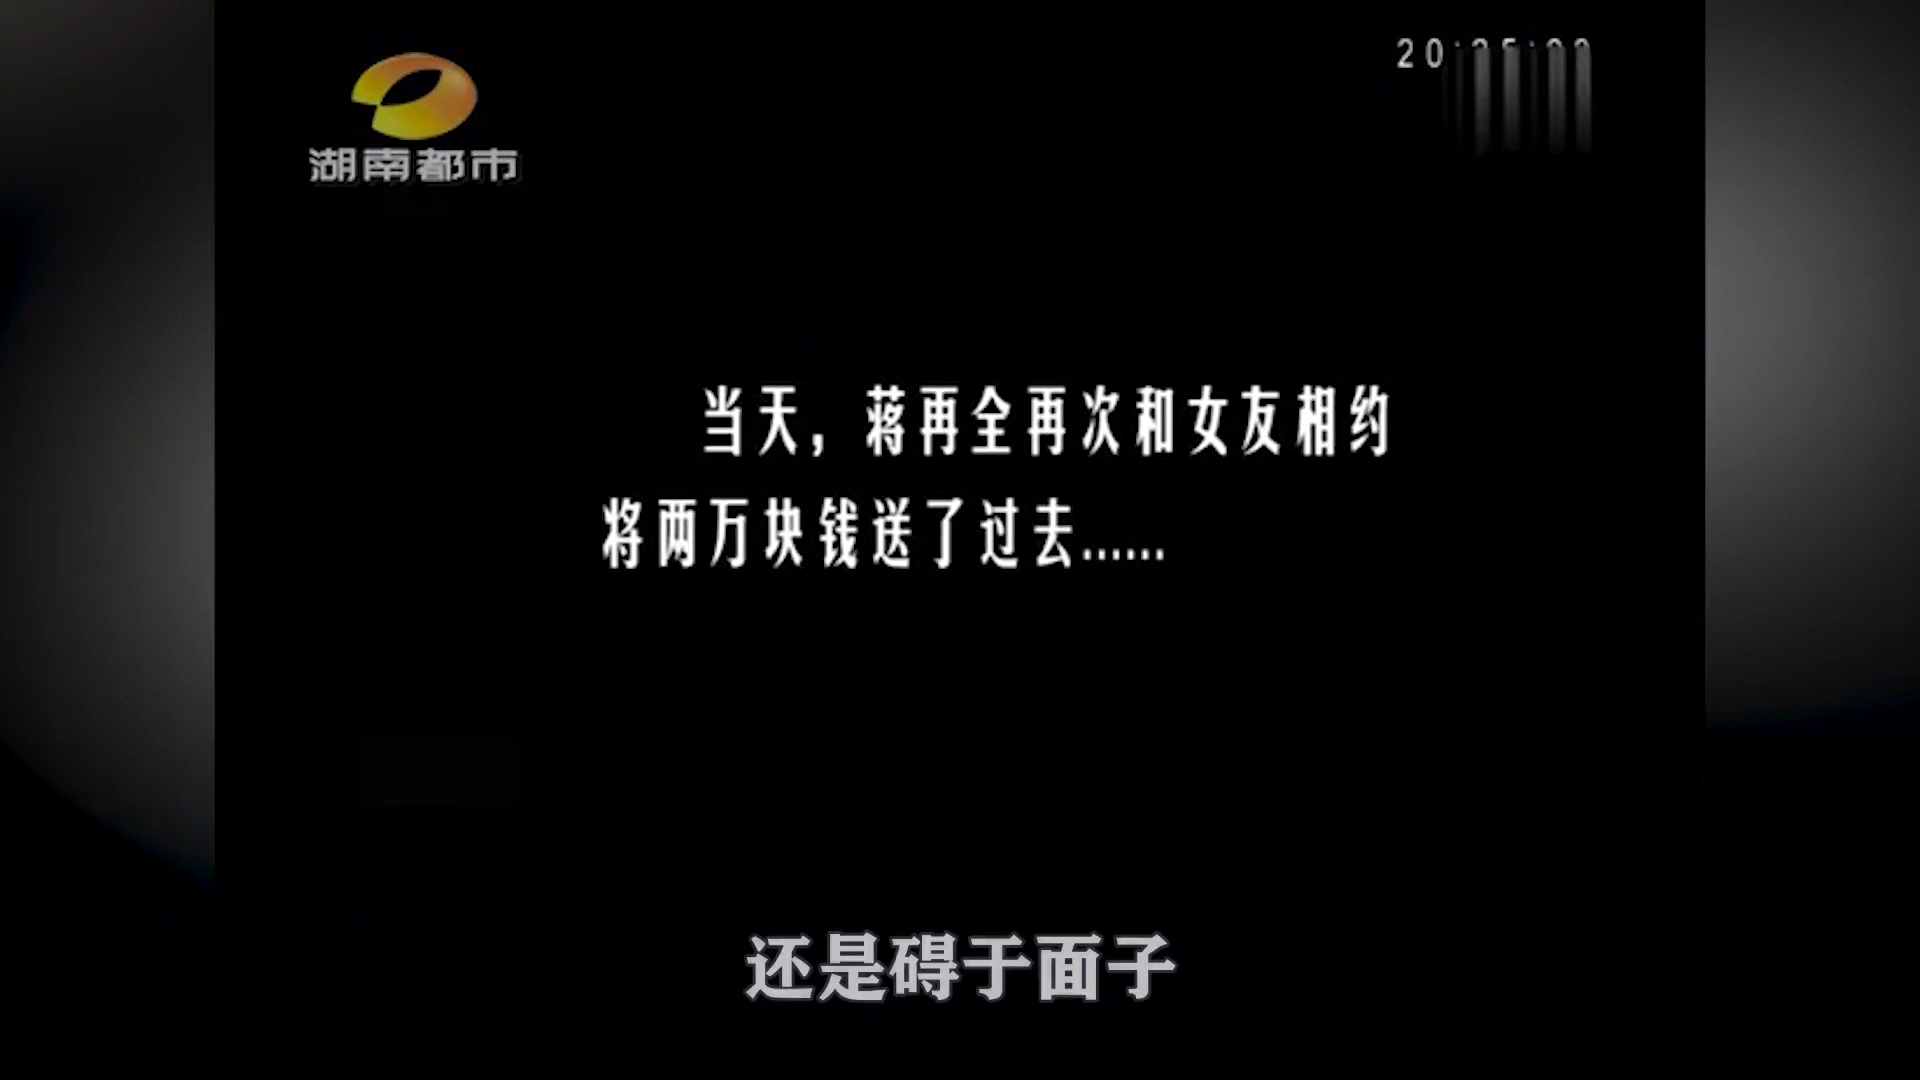 湖南都市
20
当天，蒋再全再次和女友相约
将两万块钱送了过去......
还是碍于面子